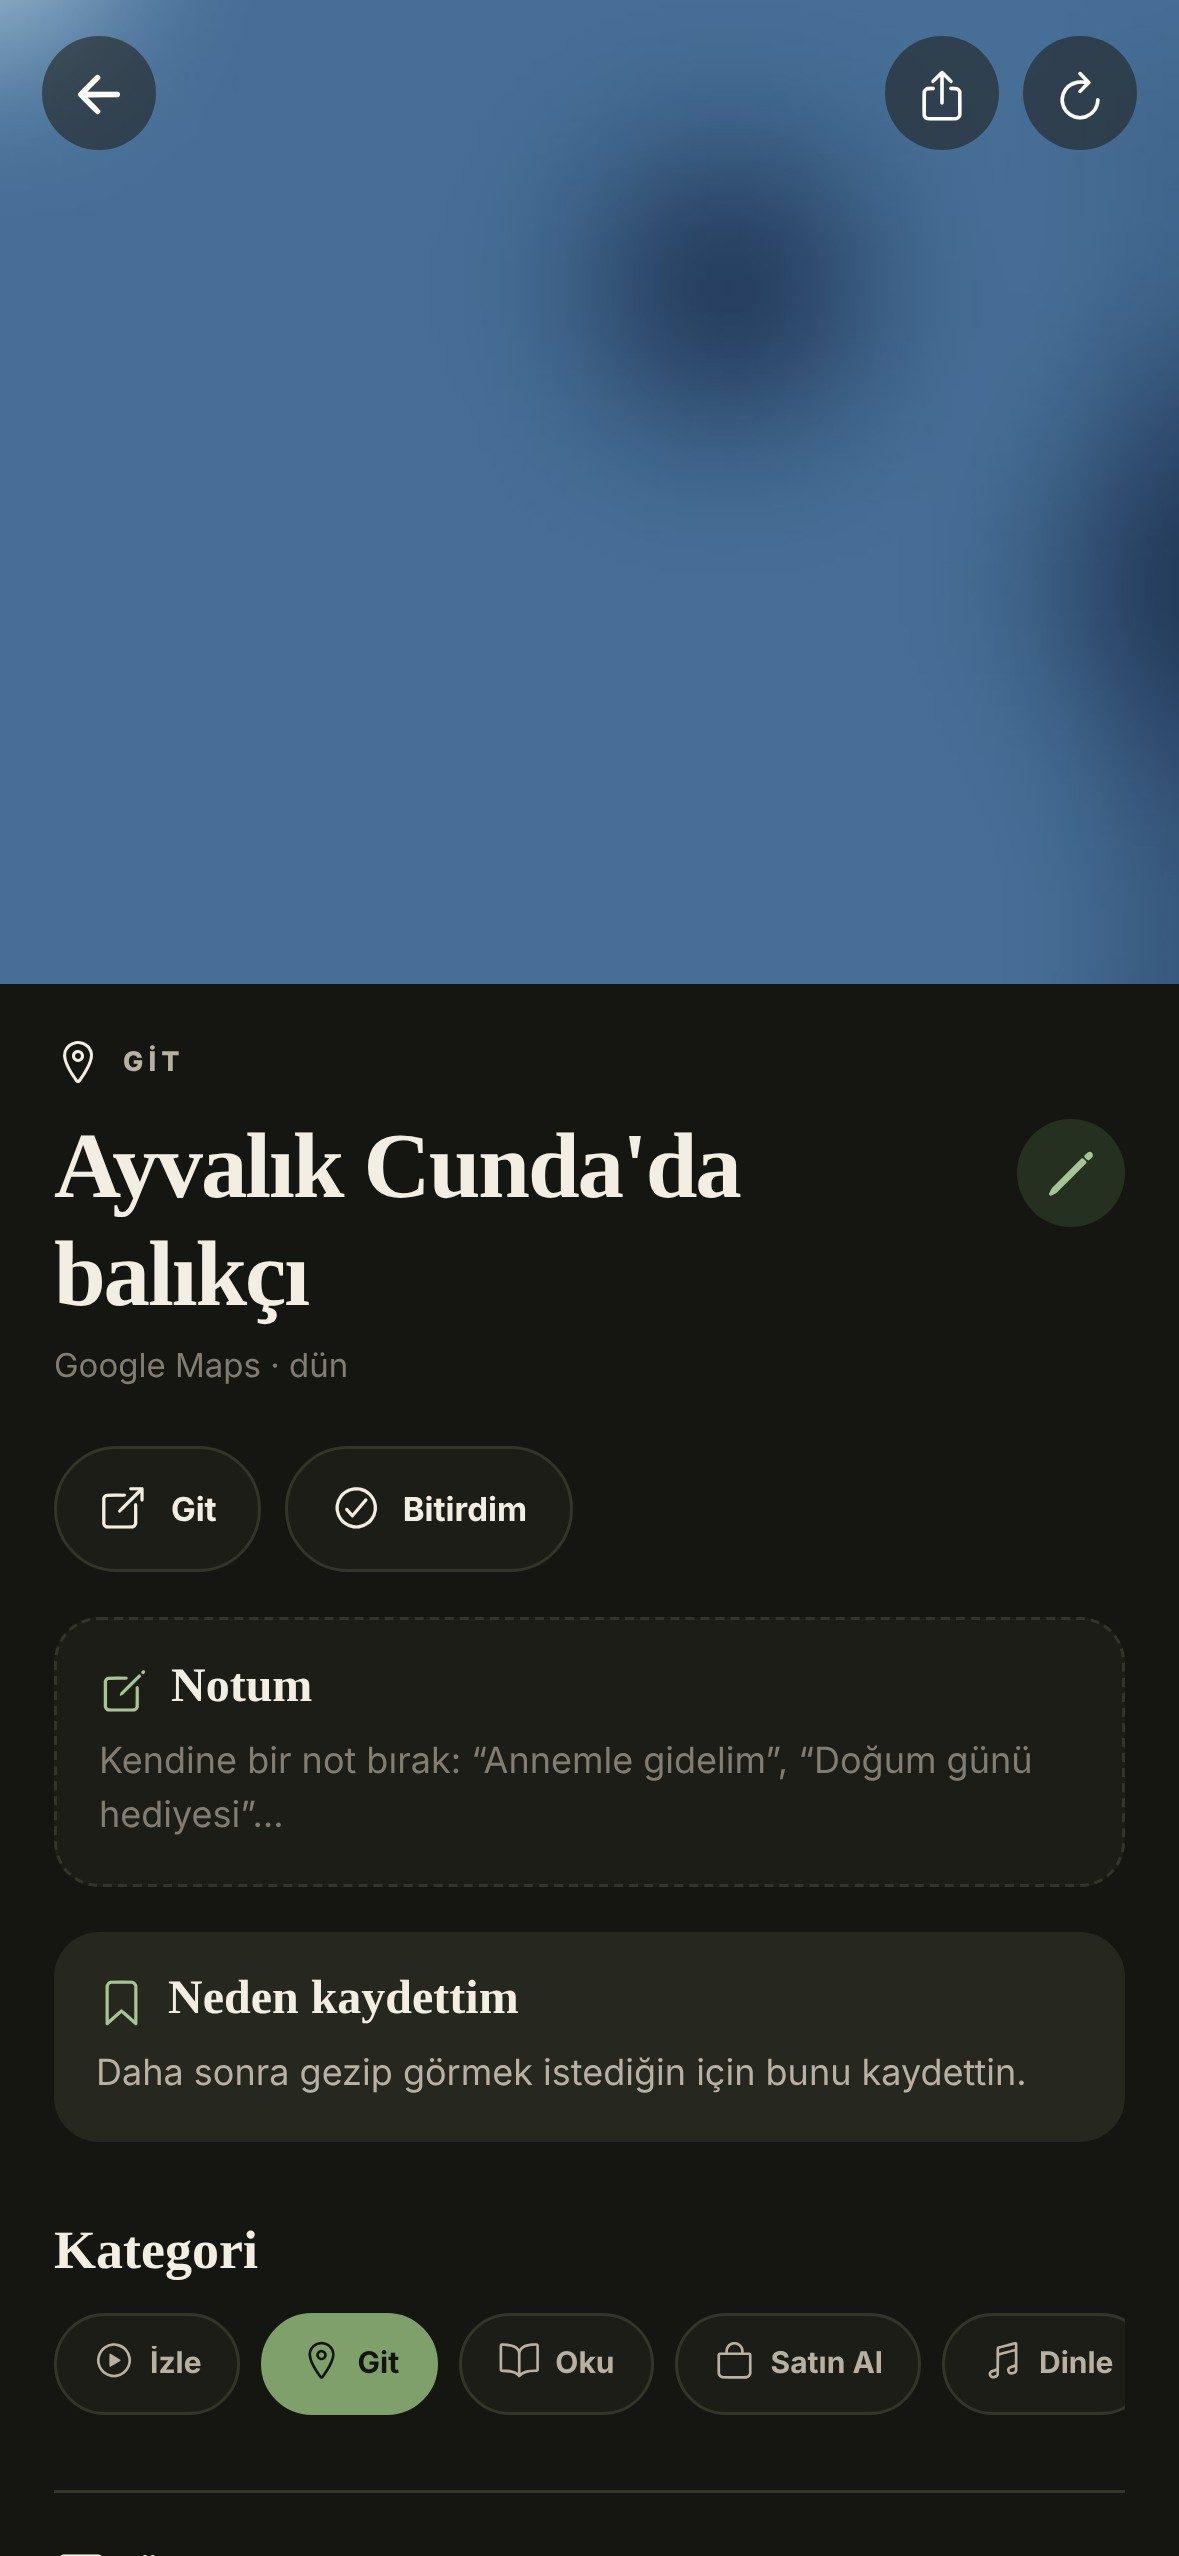 GİT
Ayvalık Cunda'da
balıkçı
Google Maps · dün
Git
Bitirdim
Notum
Kendine bir not bırak: “Annemle gidelim”, “Doğum günü
hediyesi”...
Neden kaydettim
Daha sonra gezip görmek istediğin için bunu kaydettin.
Kategori
İzle
Git
Oku
Satın Al
Dinle